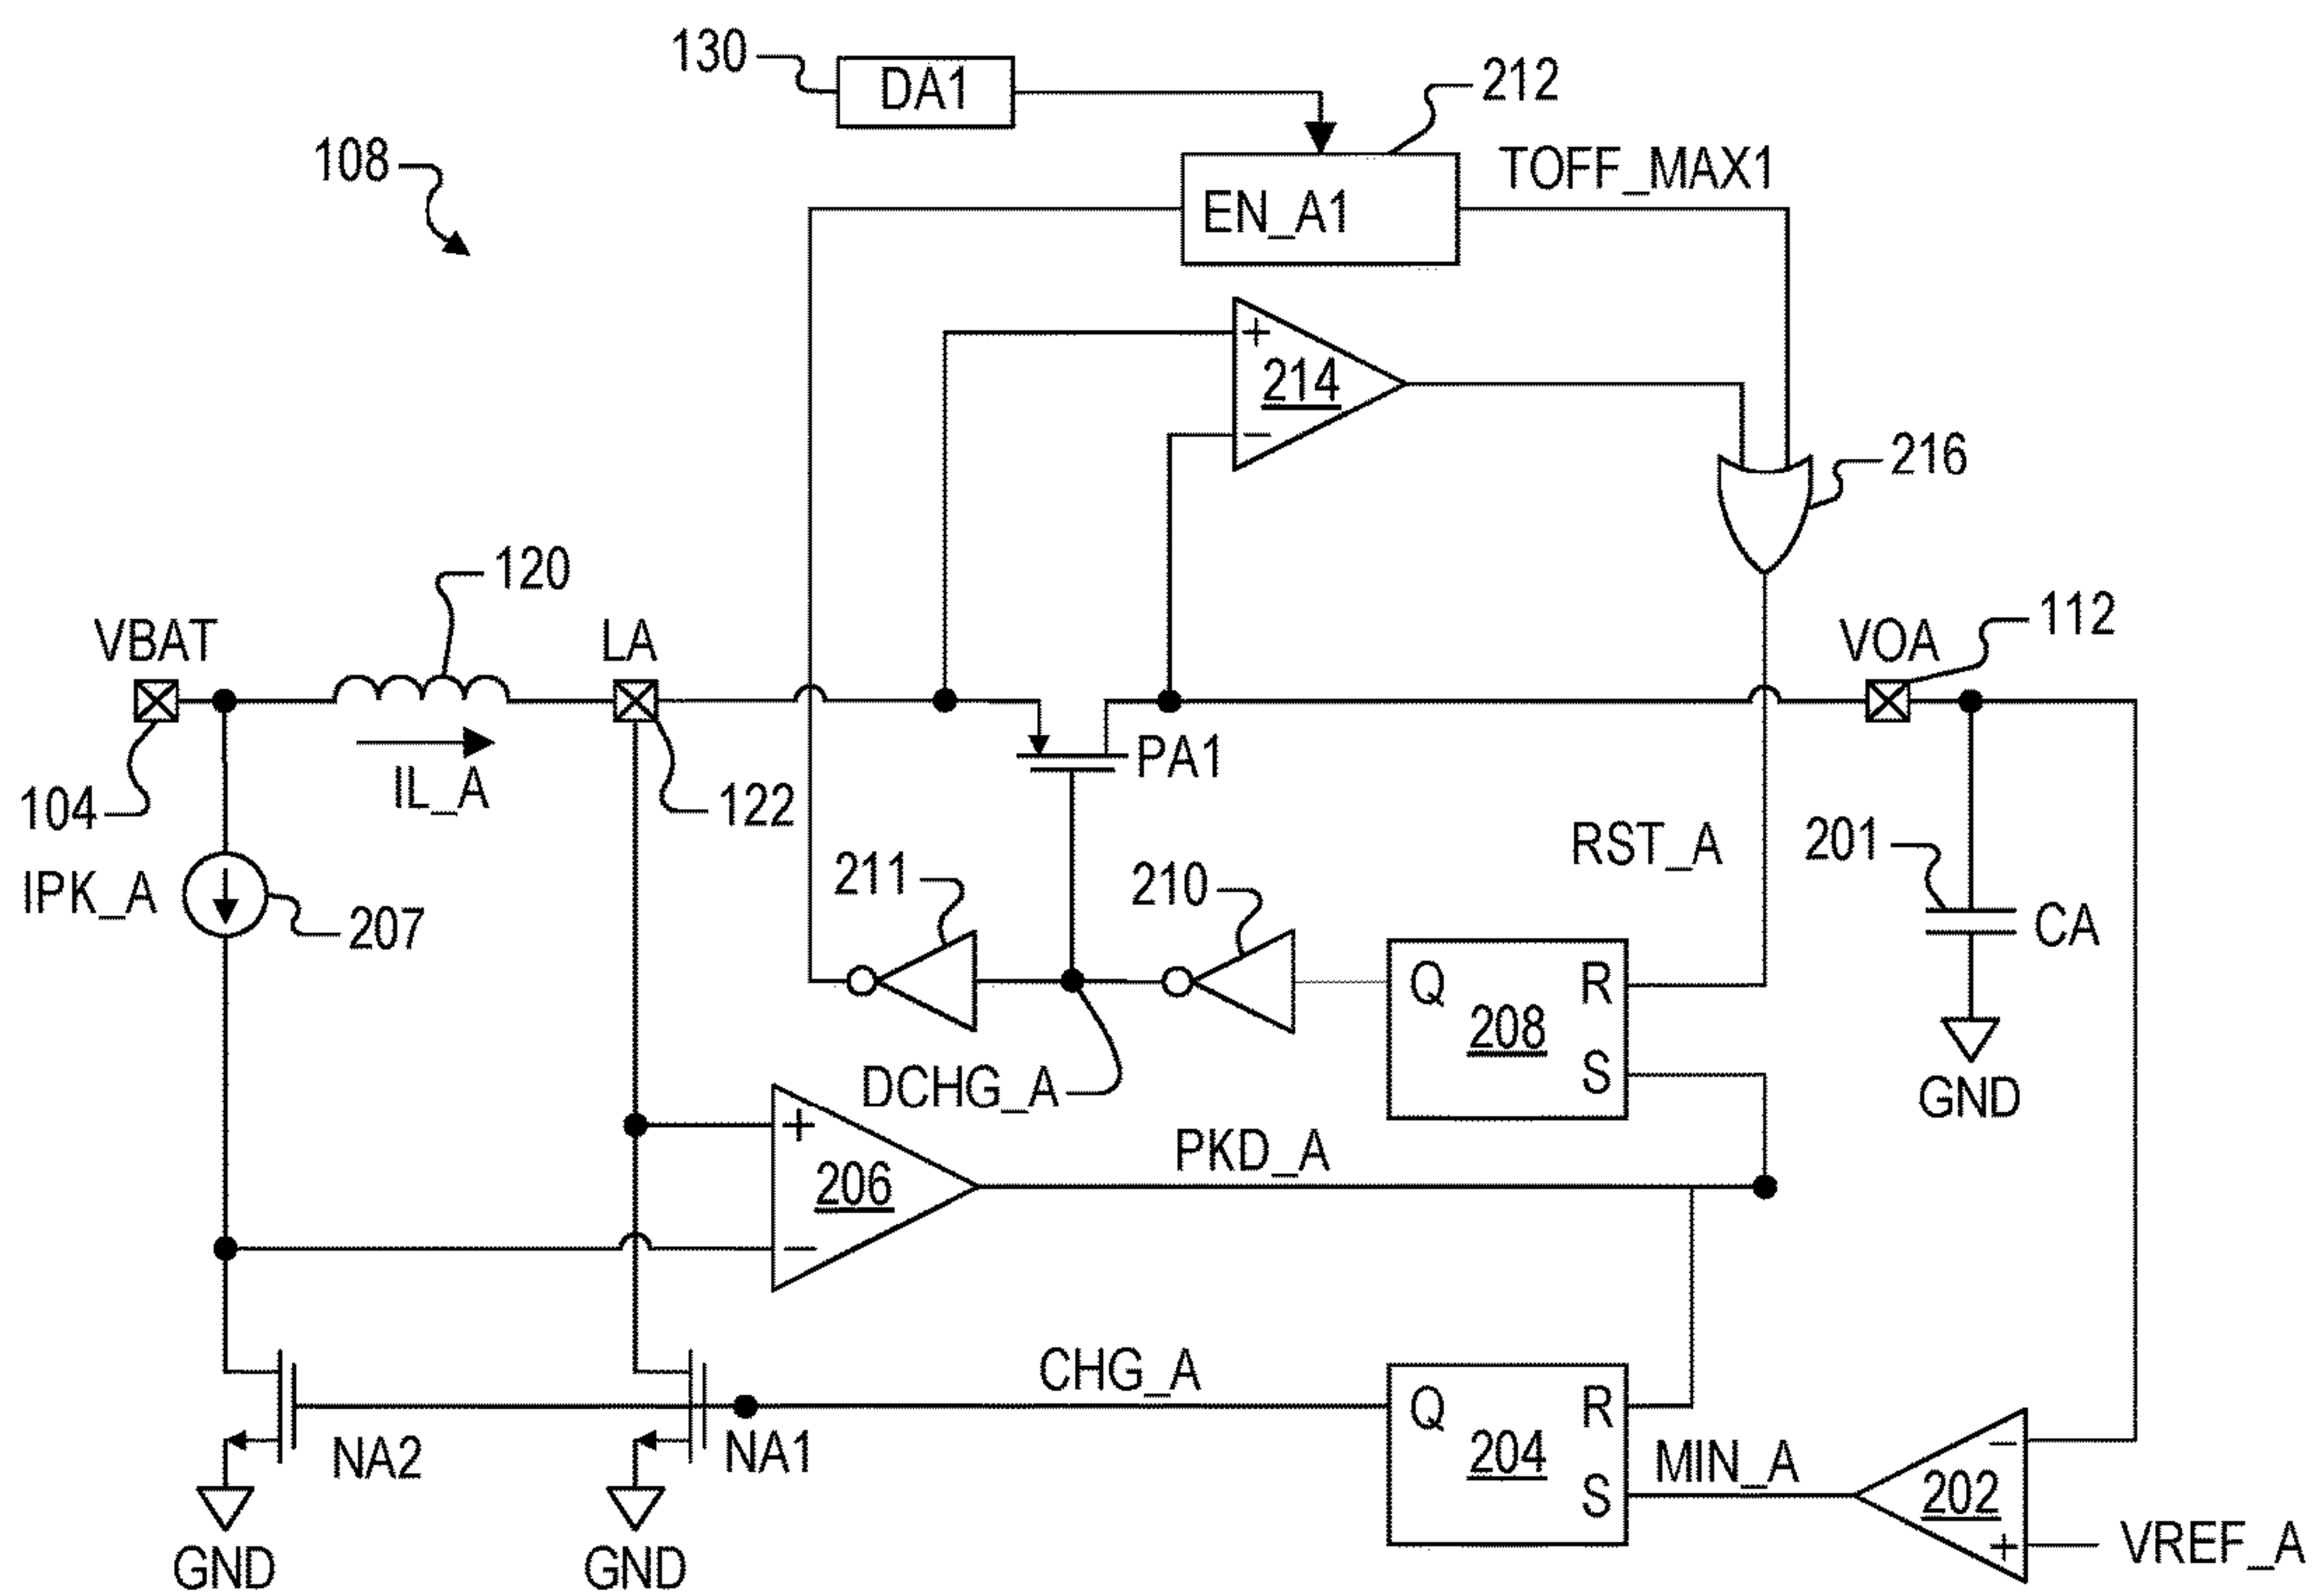 130
DA1
212
108
EN_A1
TOFF_MAX1
+
214
−
216
120
112
VBAT
LA
VOA
PA1
104
IL_A
122
RST_A
201
IPK_A
207
211
210
CA
Q
R
208
S
DCHG_A
GND
+
206
−
PKD_A
CHG_A
NA2
NA1
Q
R
204
S
MIN_A
−
202
+
VREF_A
GND
GND